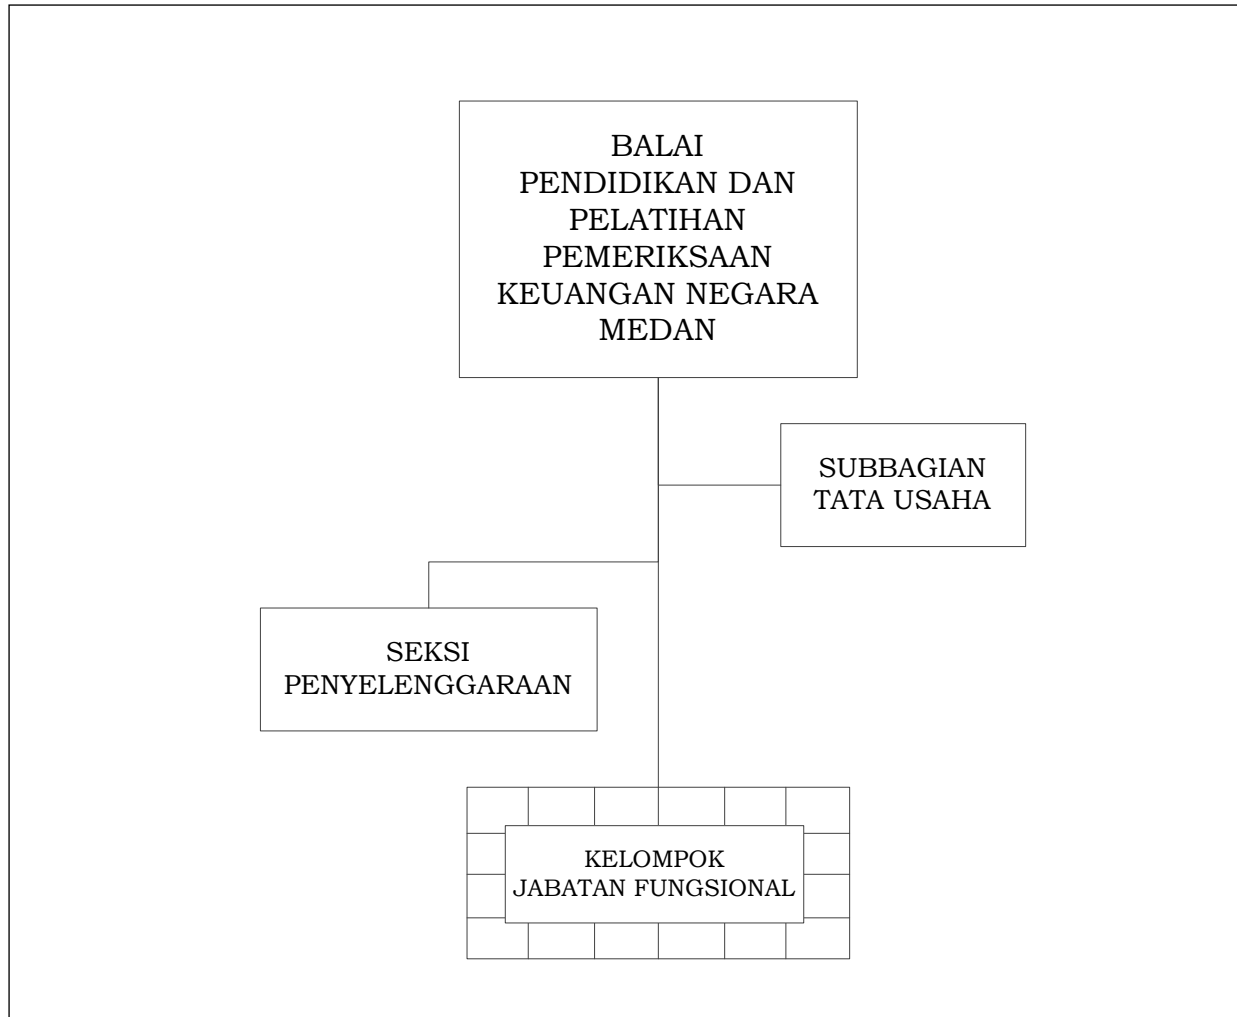 BALAI
PENDIDIKAN DAN
PELATIHAN
PEMERIKSAAN
KEUANGAN NEGARA
MEDAN
SUBBAGIAN
TATA USAHA
SEKSI
PENYELENGGARAAN
KELOMPOK
JABATAN FUNGSIONAL